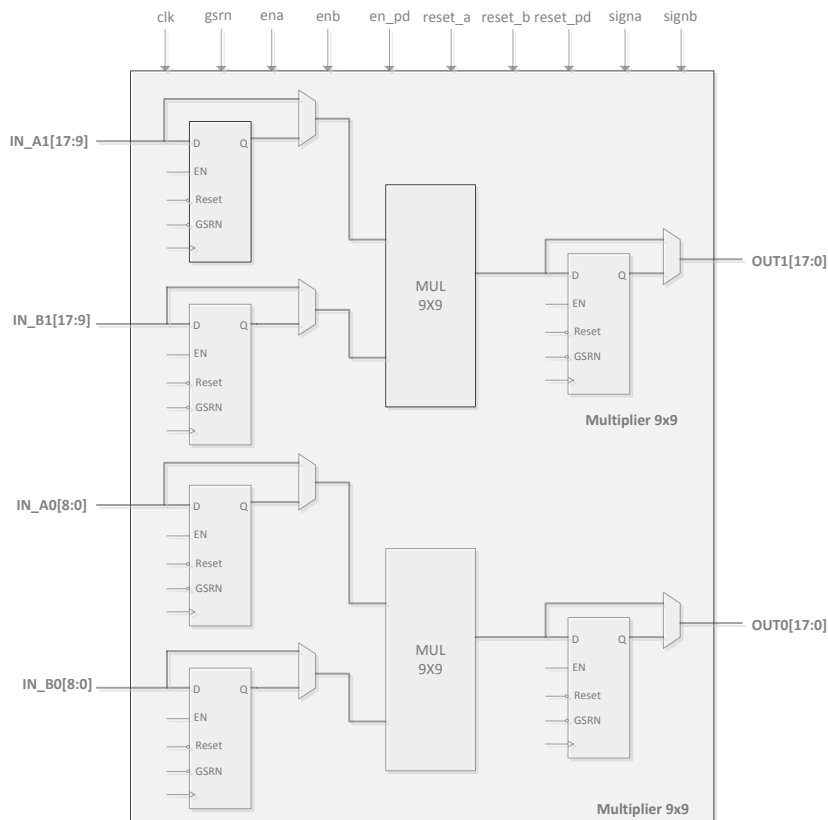 clk gsrn ena enb en_pd reset_a reset_b reset_pd signa signb
IN_A1[17:9]
D Q
EN
Reset
GSRN
IN_B1[17:9]
D Q
EN
Reset
GSRN
MUL
9X9
D Q
EN
Reset
GSRN
OUT1[17:0]
Multiplier 9x9
IN_A0[8:0]
D Q
EN
Reset
GSRN
IN_B0[8:0]
D Q
EN
Reset
GSRN
MUL
9X9
D Q
EN
Reset
GSRN
OUT0[17:0]
Multiplier 9x9